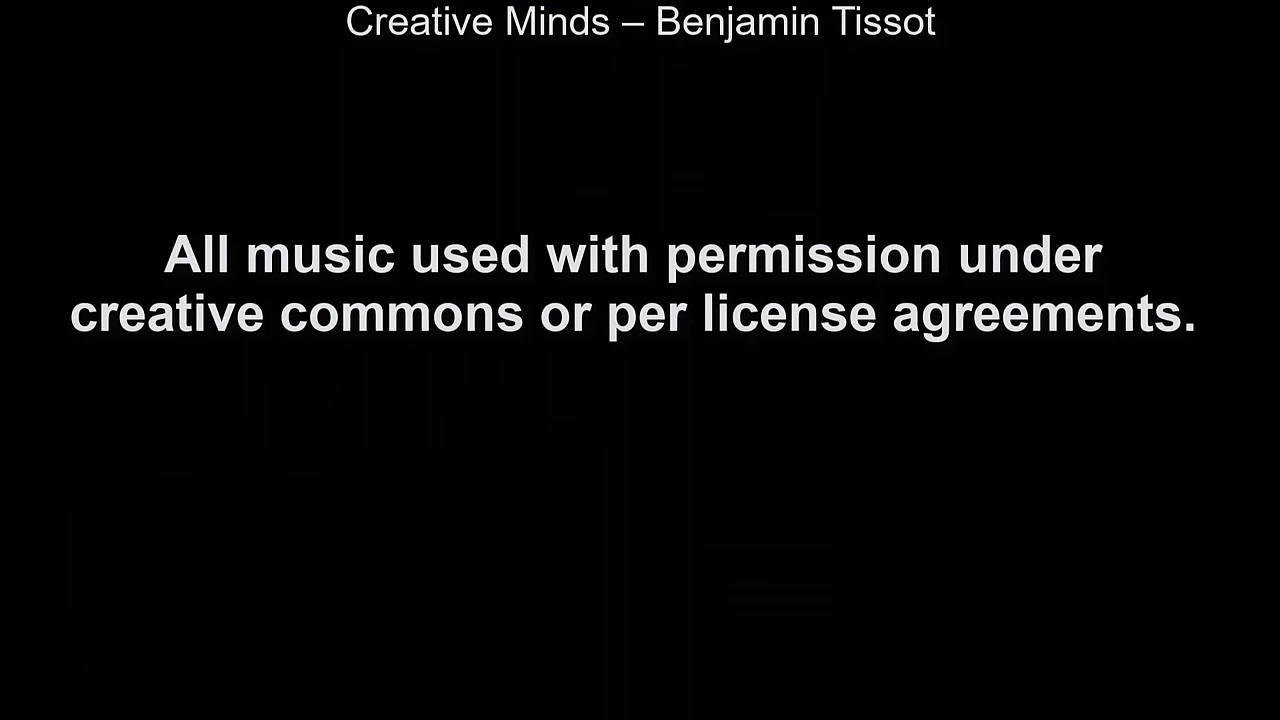 Creative Minds – Benjamin Tissot
All music used with permission under
creative commons or per license agreements.